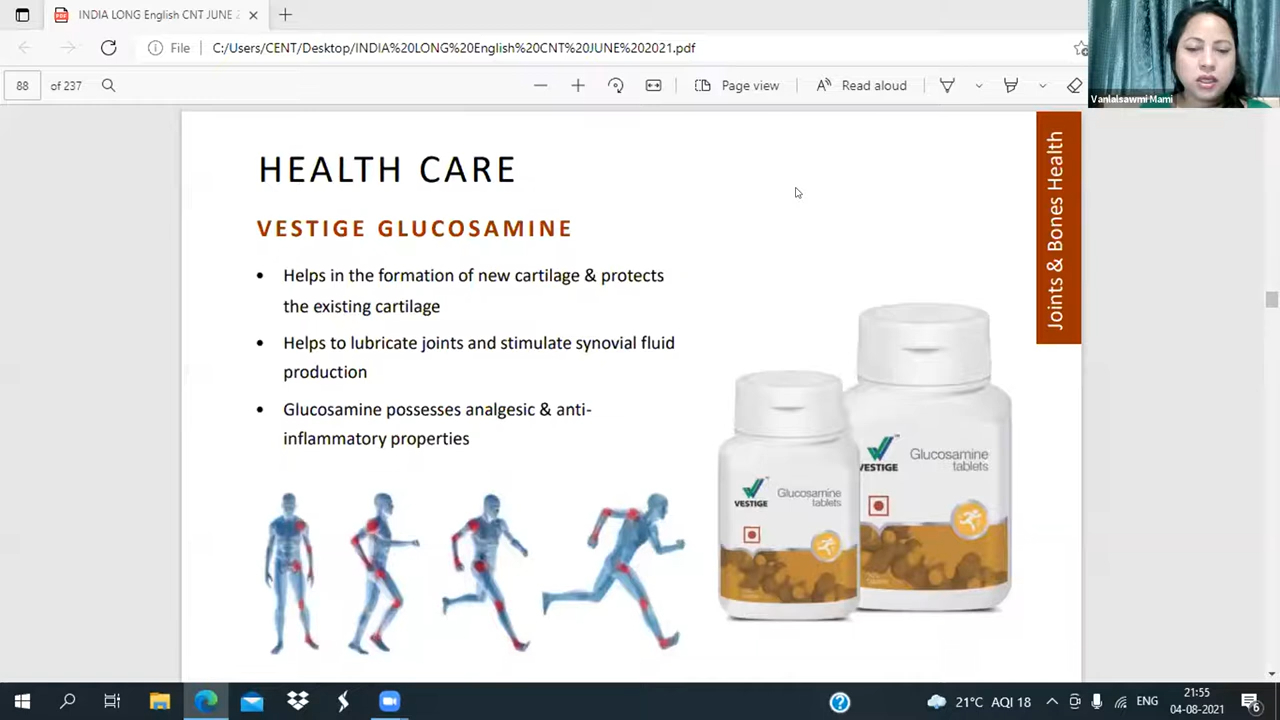 INDIA LONG English CNT JUNE 2
File
C:/Users/CENT/Desktop/INDIA%20LONG%20English%20CNT%20JUNE%202021.pdf
88
of 237
Page view
Read aloud
Vanlalsawmi Mami
HEALTH CARE
VESTIGE GLUCOSAMINE
Helps in the formation of new cartilage & protects
the existing cartilage
Helps to lubricate joints and stimulate synovial fluid
production
Glucosamine possesses analgesic & anti-
inflammatory properties
Joints & Bones Health
VESTIGE
Glucosamine
tablets
VESTIGE
Glucosamine
tablets
21°C AQI 18
ENG
21:55
04-08-2021
6